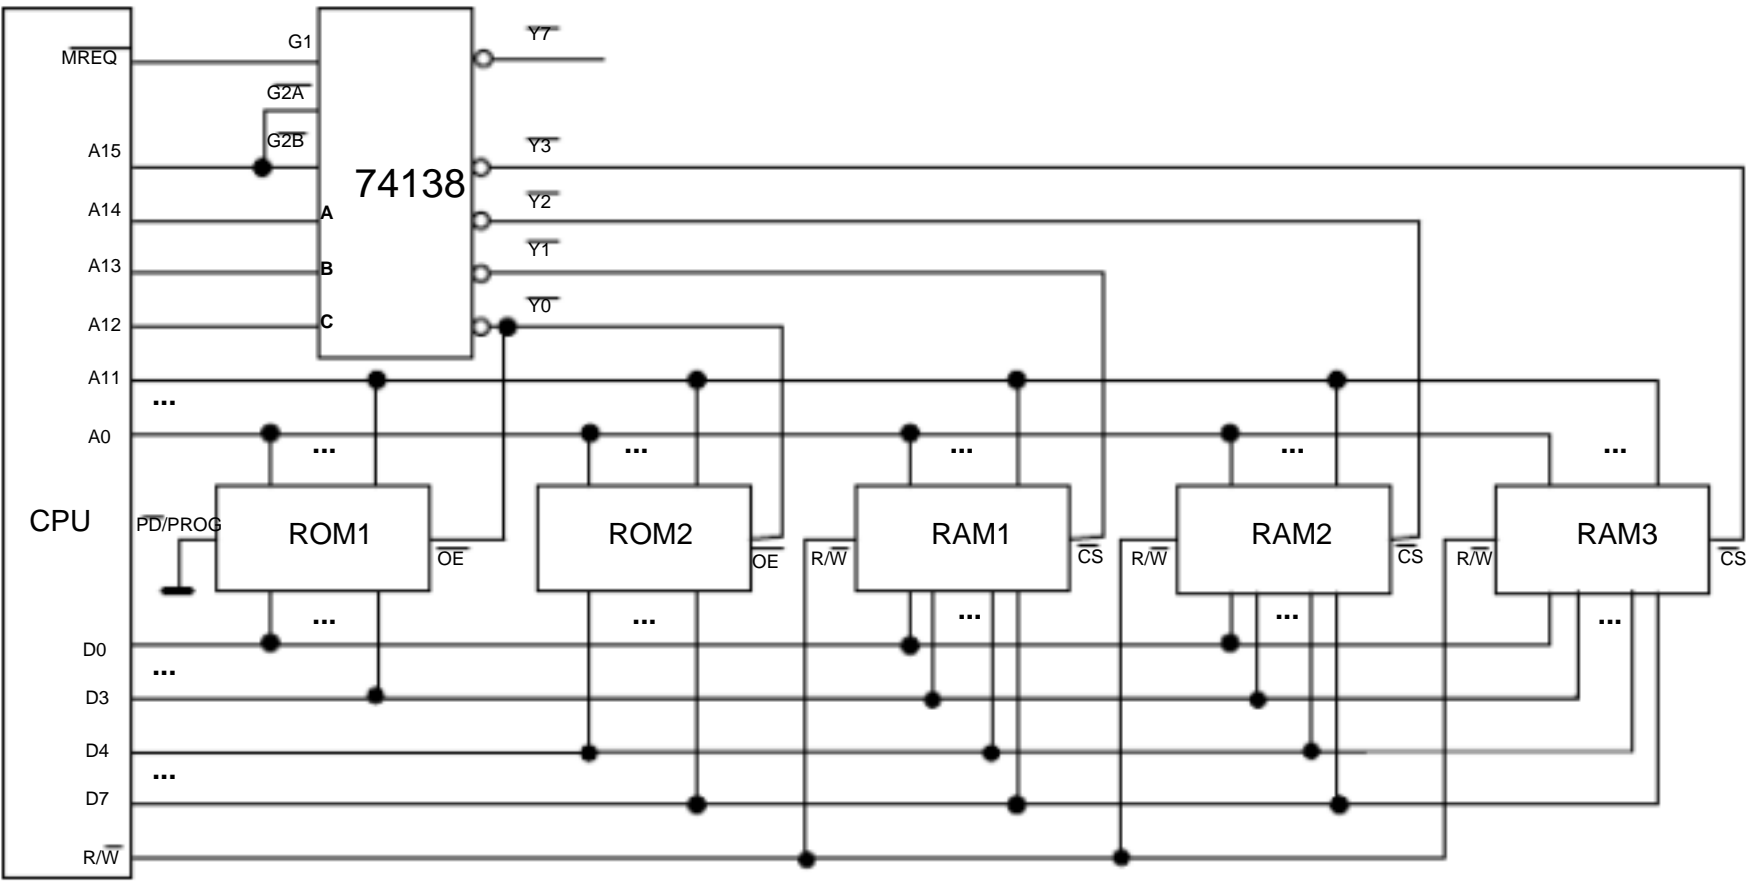 MREQ G1 Y7
G2A
G2B
A15 Y3
74138
A14 A Y2
A13 B Y1
A12 C Y0
A11
...
A0
... ... ... ... ...
CPU PD/PROG ROM1 OE ROM2 OE R/W RAM1 CS R/W RAM2 CS R/W RAM3 CS
... ... ... ... ...
D0
...
D3
D4
...
D7
R/W